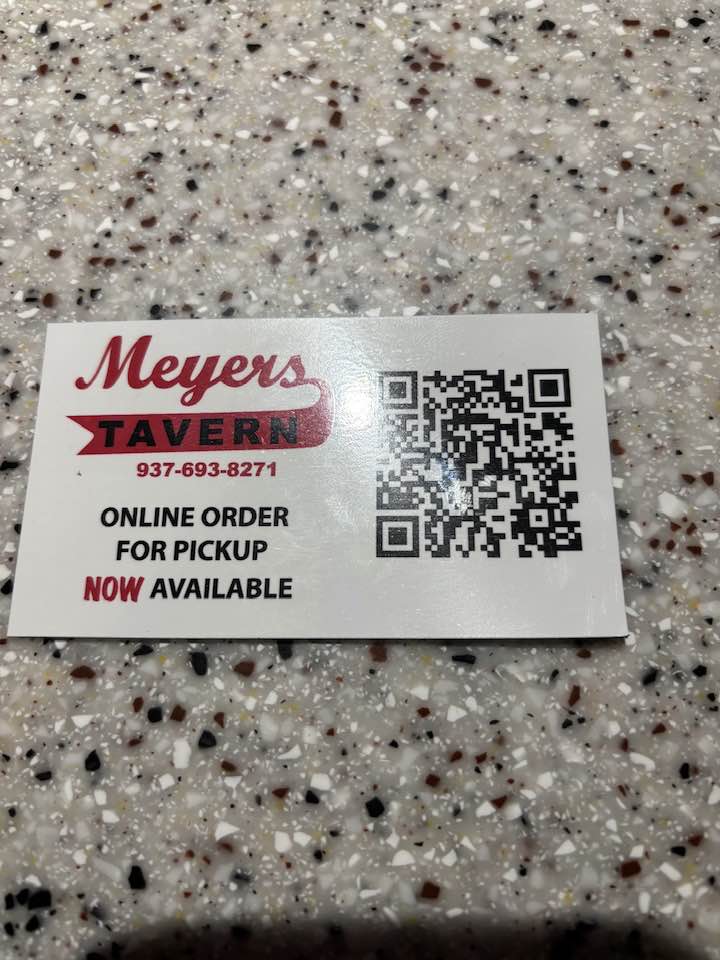 Meyers
TAVERN
937-693-8271
ONLINE ORDER
FOR PICKUP
NOW AVAILABLE